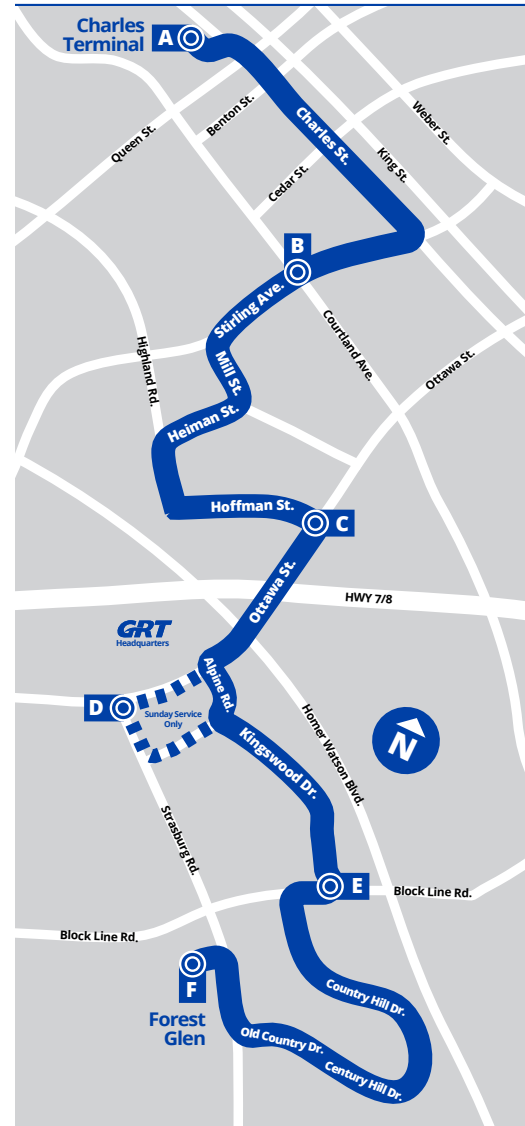 Charles
Terminal
A
Queen St.
Benton St.
Charles St.
Weber St.
Cedar St.
King St.
B
Stirling Ave.
Courtland Ave.
Highland Rd.
Mill St.
Ottawa St.
Heiman St.
Hoffman St.
C
Ottawa St.
HWY 7/8
GRT
Headquarters
Alpine Rd.
D
Sunday Service
Only
Kingswood Dr.
Homer Watson Blvd.
N
Strasburg Rd.
E
Block Line Rd.
Block Line Rd.
F
Forest
Glen
Country Hill Dr.
Old Country Dr.
Century Hill Dr.